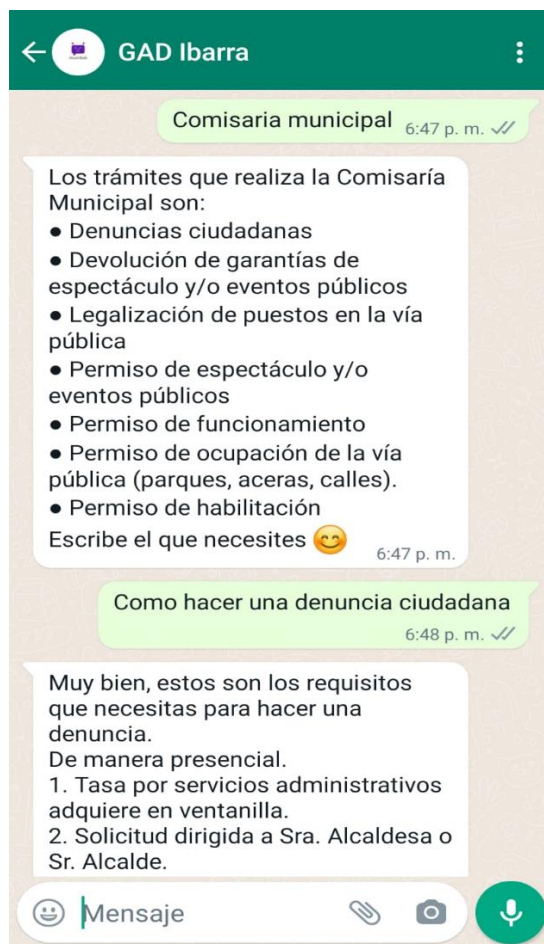 GAD Ibarra
Comisaria municipal
6:47 p. m.
Los trámites que realiza la Comisaría
Municipal son:
● Denuncias ciudadanas
● Devolución de garantías de
espectáculo y/o eventos públicos
● Legalización de puestos en la vía
pública
● Permiso de espectáculo y/o
eventos públicos
● Permiso de funcionamiento
● Permiso de ocupación de la vía
pública (parques, aceras, calles).
● Permiso de habilitación
Escribe el que necesites 😊
6:47 p. m.
Como hacer una denuncia ciudadana
6:48 p. m.
Muy bien, estos son los requisitos
que necesitas para hacer una
denuncia.
De manera presencial.
1. Tasa por servicios administrativos
adquiere en ventanilla.
2. Solicitud dirigida a Sra. Alcaldesa o
Sr. Alcalde.
Mensaje